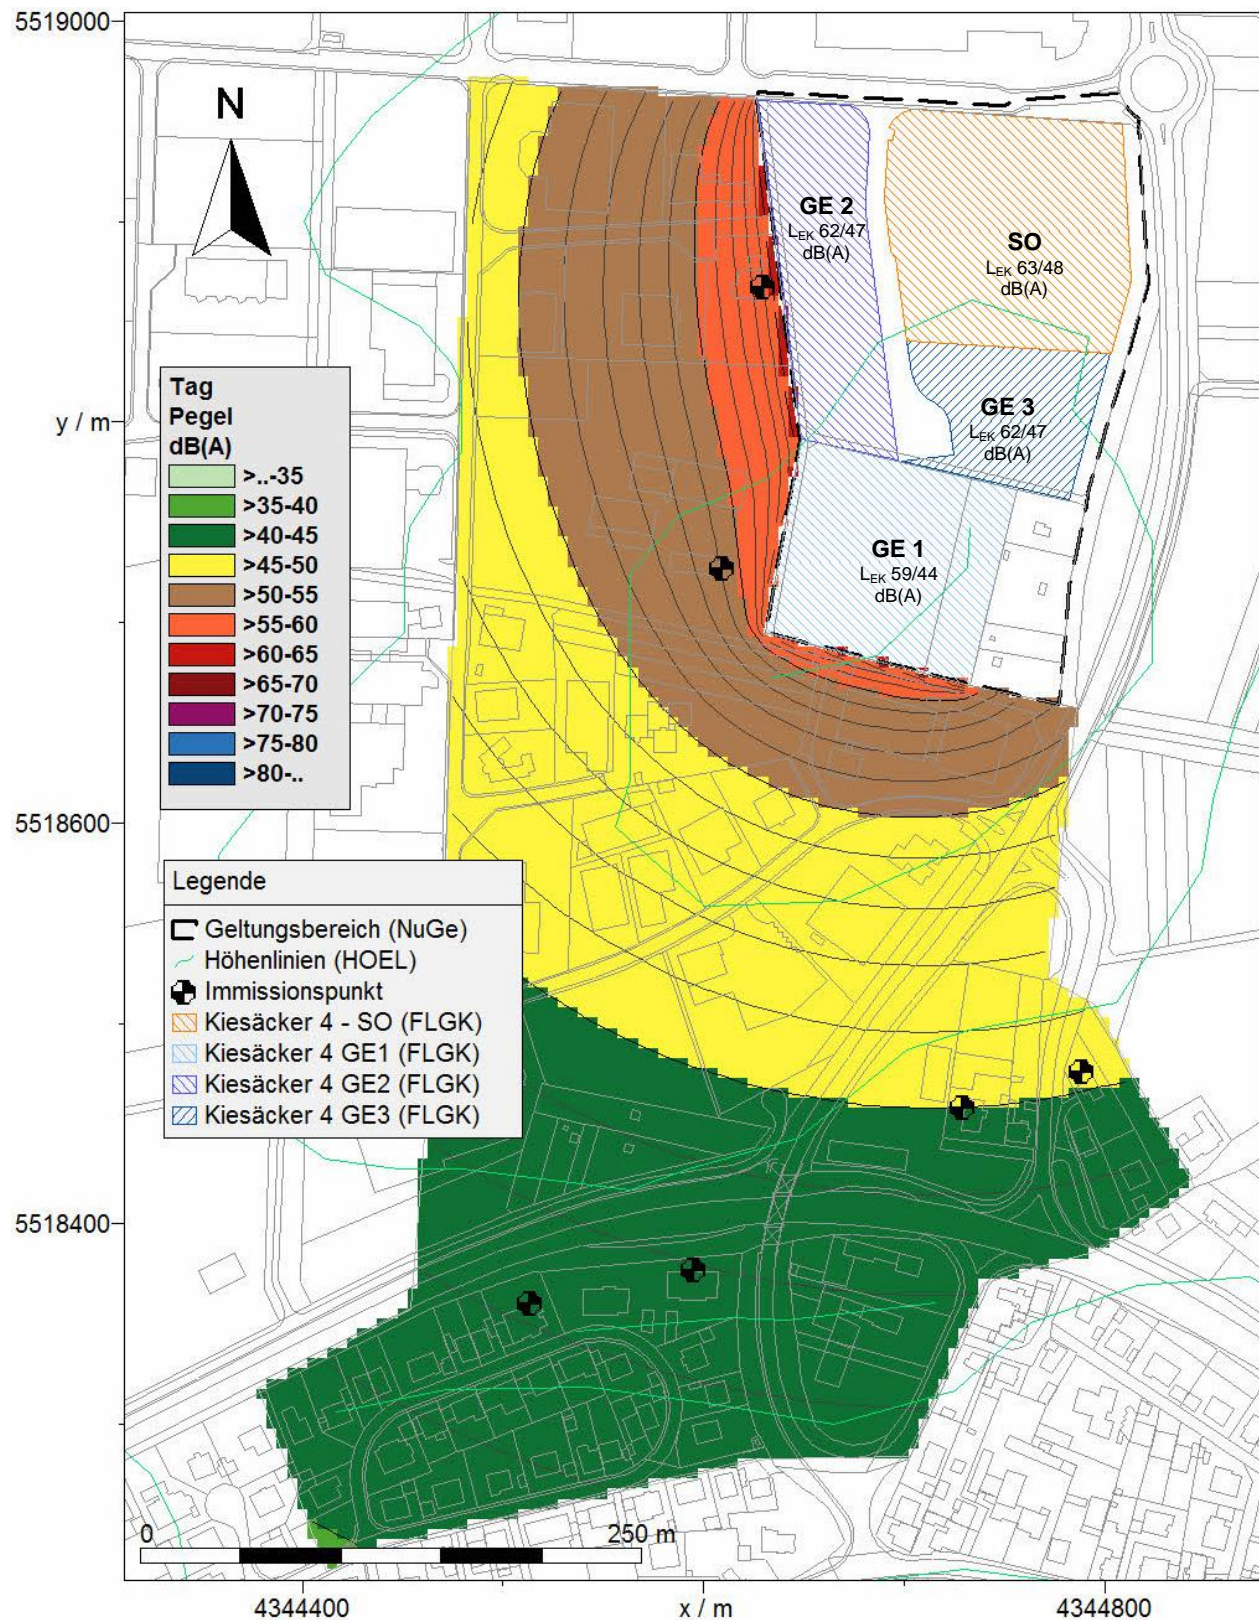 5519000
N
GE 2
LEK 62/47
dB(A)
SO
LEK 63/48
dB(A)
Tag
Pegel
dB(A)
>..-35
>35-40
>40-45
>45-50
>50-55
>55-60
>60-65
>65-70
>70-75
>75-80
>80-..
y / m
GE 3
LEK 62/47
dB(A)
GE 1
LEK 59/44
dB(A)
5518600
Legende
Geltungsbereich (NuGe)
Höhenlinien (HOEL)
Immissionspunkt
Kiesäcker 4 - SO (FLGK)
Kiesäcker 4 GE1 (FLGK)
Kiesäcker 4 GE2 (FLGK)
Kiesäcker 4 GE3 (FLGK)
5518400
0 250 m
4344400 x / m 4344800